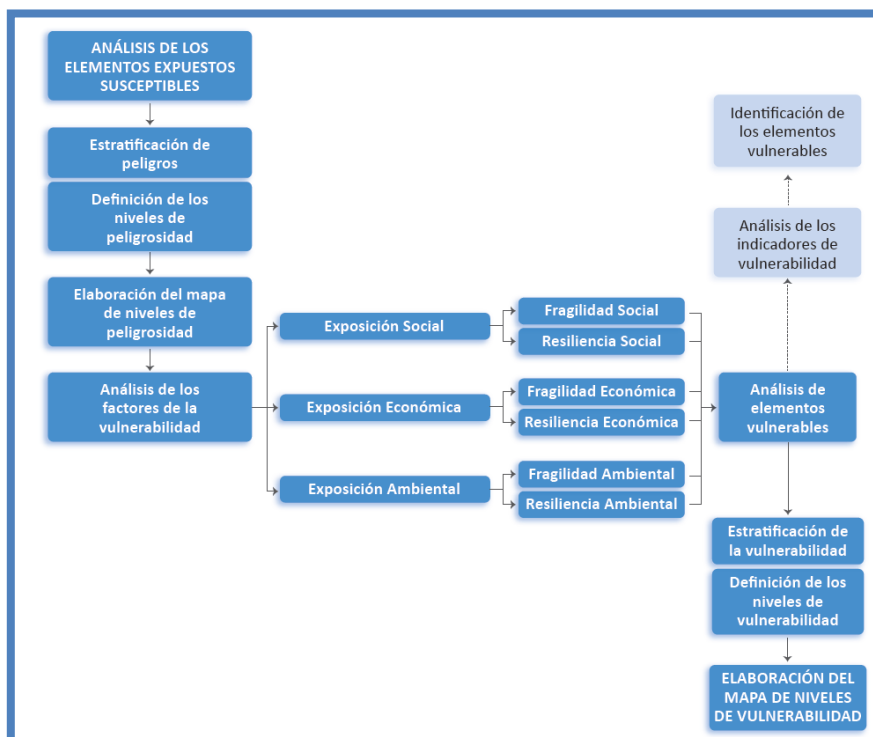 ANÁLISIS DE LOS
ELEMENTOS EXPUESTOS
SUSCEPTIBLES
Estratificación de
peligros
Definición de los
niveles de
peligrosidad
Elaboración del mapa
de niveles de
peligrosidad
Análisis de los
factores de la
vulnerabilidad
Exposición Social
Fragilidad Social
Resiliencia Social
Exposición Económica
Fragilidad Económica
Resiliencia Económica
Exposición Ambiental
Fragilidad Ambiental
Resiliencia Ambiental
Identificación de
los elementos
vulnerables
Análisis de los
indicadores de
vulnerabilidad
Análisis de
elementos
vulnerables
Estratificación de
la vulnerabilidad
Definición de los
niveles de
vulnerabilidad
ELABORACIÓN DEL
MAPA DE NIVELES
DE VULNERABILIDAD